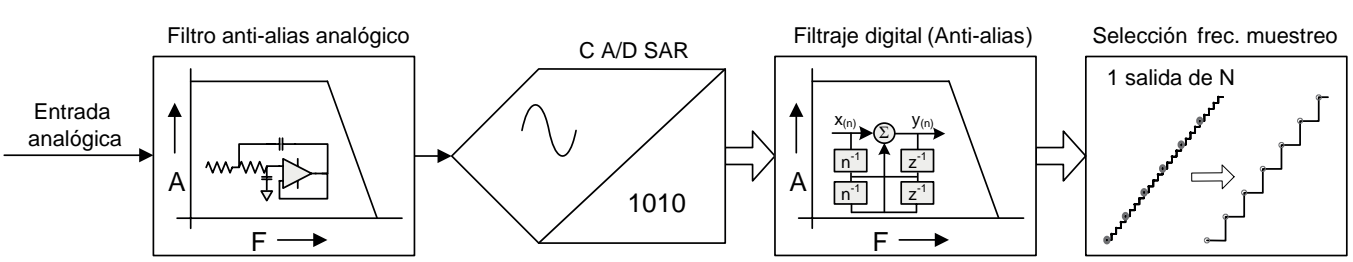 Entrada
analógica
Filtro anti-alias analógico
A
F
C A/D SAR
1010
Filtraje digital (Anti-alias)
A
x(n)
Σ
y(n)
n-1
z-1
n-1
z-1
F
Selección frec. muestreo
1 salida de N